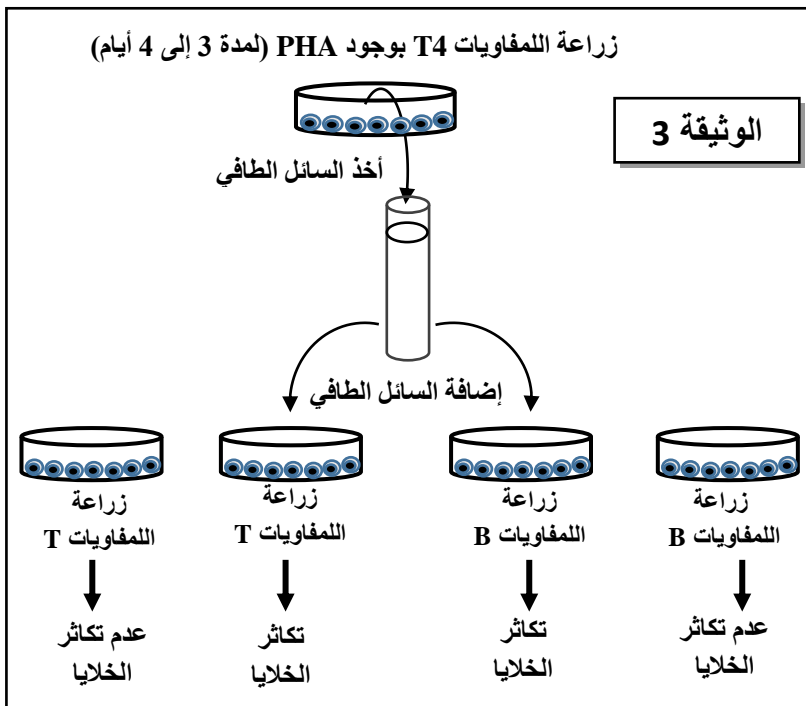 زراعة اللمفاويات T4 بوجود PHA (لمدة 3 إلى 4 أيام)
الوثيقة 3
أخذ السائل الطافي
إضافة السائل الطافي
زراعة
اللمفاويات B
عدم تكاثر
الخلايا
زراعة
اللمفاويات B
تكاثر
الخلايا
زراعة
اللمفاويات T
تكاثر
الخلايا
زراعة
اللمفاويات T
عدم تكاثر
الخلايا